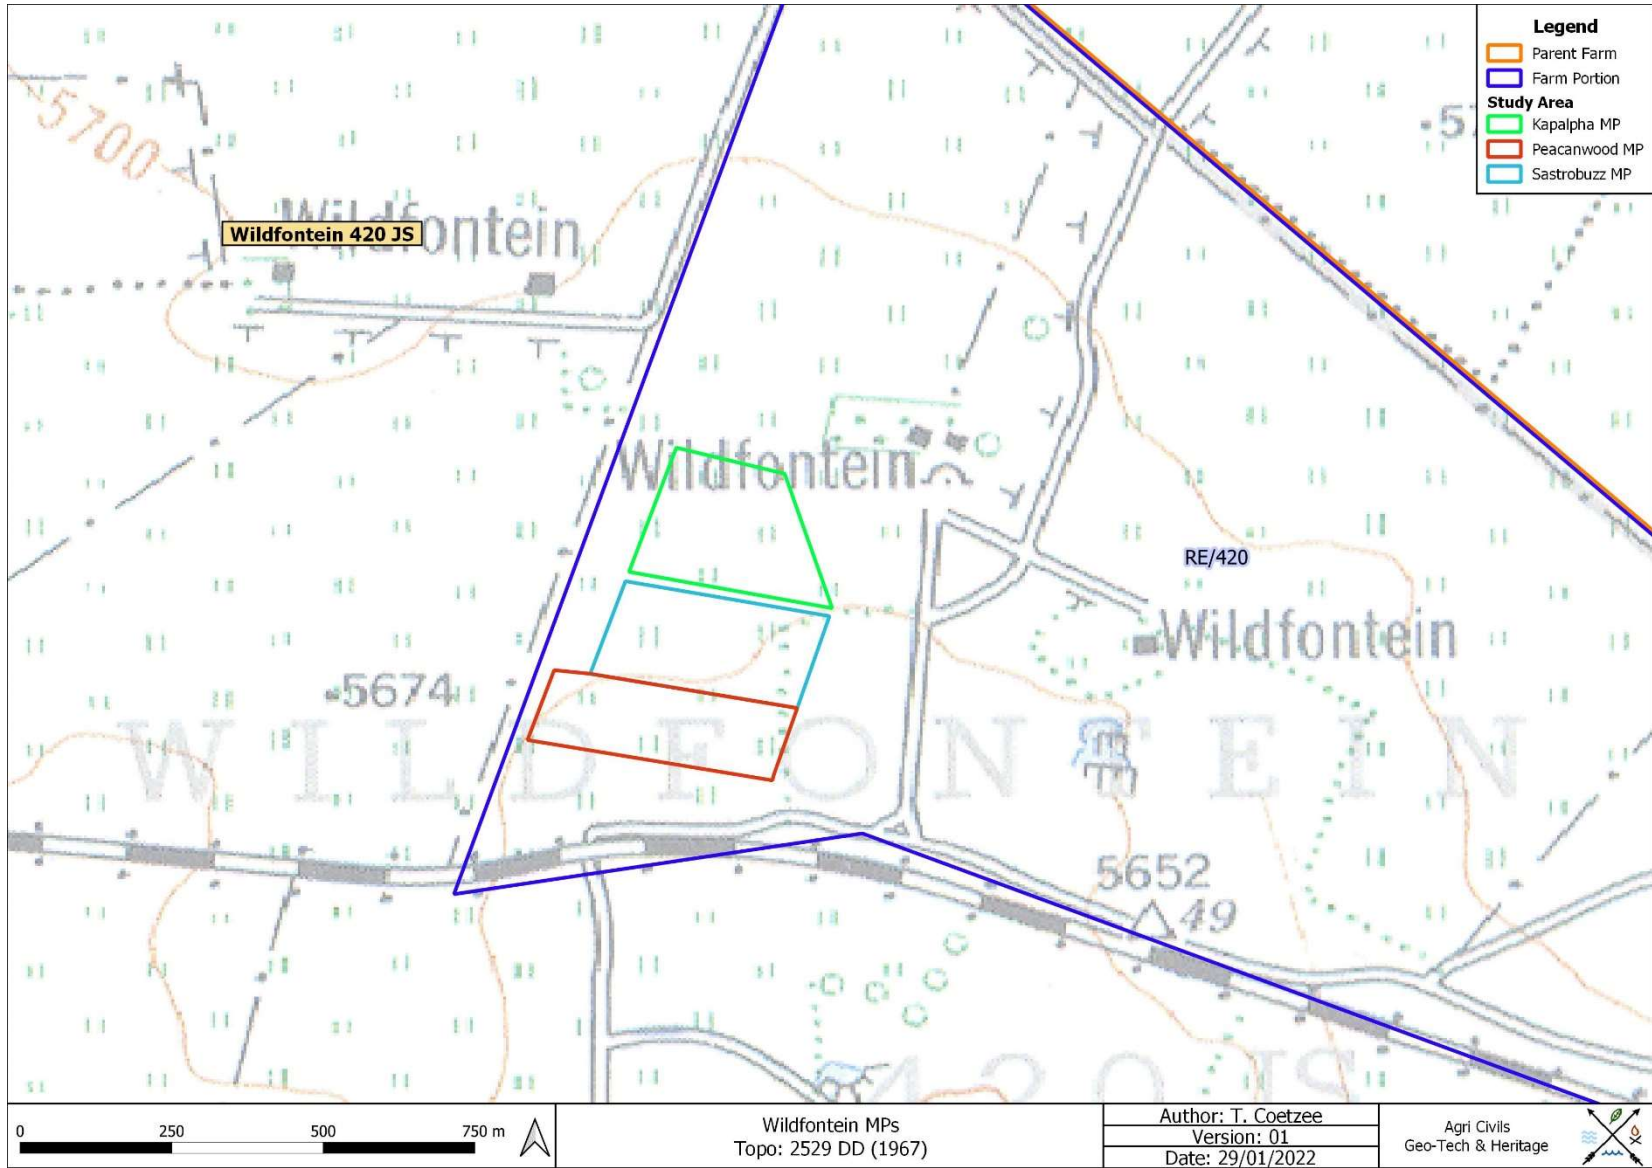 Legend
Parent Farm
Farm Portion
Study Area
Kapalpha MP
Peacanwood MP
Sastrobuzz MP
5700
Wildfontein
Wildfontein 420 JS
Wildfontein
RE/420
Wildfontein
5674
WILDFONTEIN
5652
49
420 JS
0 250 500 750 m
Wildfontein MPs
Topo: 2529 DD (1967)
Author: T. Coetzee
Version: 01
Date: 29/01/2022
Agri Civils
Geo-Tech & Heritage